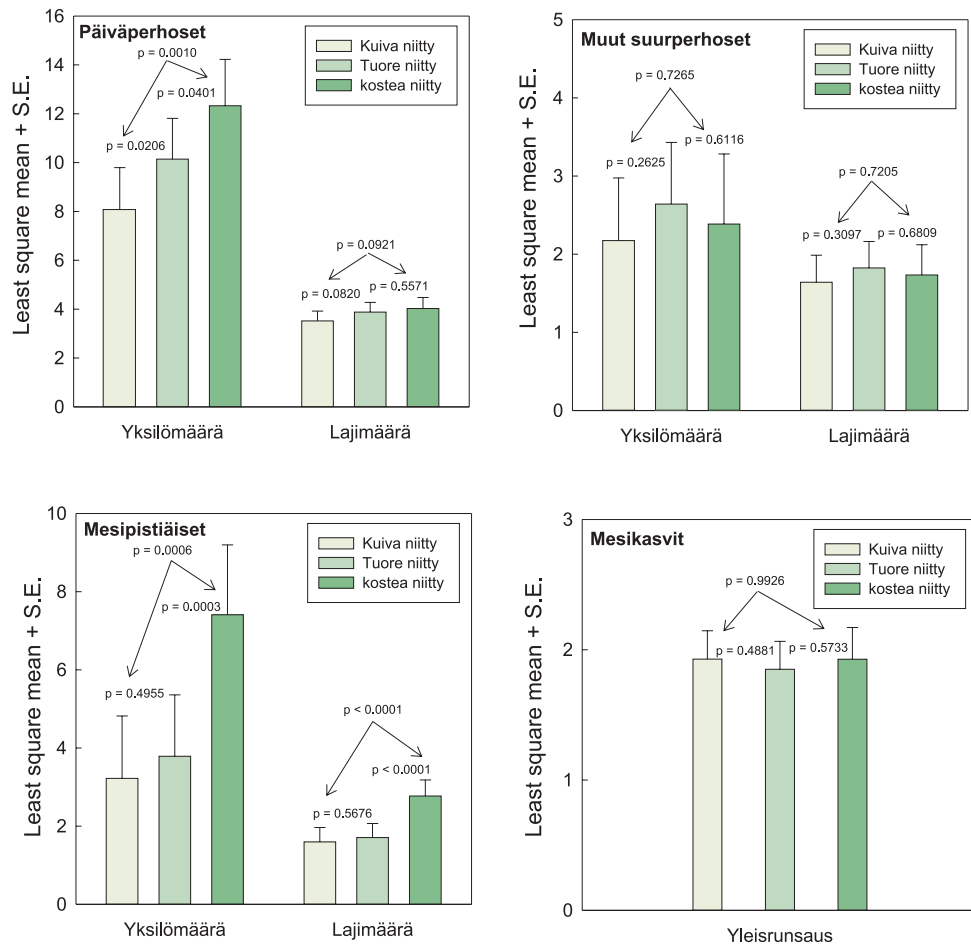 Päiväperhoset
Kuiva niitty
Tuore niitty
kostea niitty
Least square mean + S.E.
16
14
12
10
8
6
4
2
0
p = 0.0010
p = 0.0401
p = 0.0206
p = 0.0921
p = 0.0820
p = 0.5571
Yksilömäärä
Lajimäärä
Muut suurperhoset
Kuiva niitty
Tuore niitty
kostea niitty
Least square mean + S.E.
5
4
3
2
1
0
p = 0.7265
p = 0.2625
p = 0.6116
p = 0.7205
p = 0.3097
p = 0.6809
Yksilömäärä
Lajimäärä
Mesipistiäiset
Kuiva niitty
Tuore niitty
kostea niitty
Least square mean + S.E.
10
8
6
4
2
0
p = 0.0006
p = 0.0003
p = 0.4955
p < 0.0001
p < 0.0001
p = 0.5676
Yksilömäärä
Lajimäärä
Mesikasvit
Kuiva niitty
Tuore niitty
kostea niitty
Least square mean + S.E.
3
2
1
0
p = 0.9926
p = 0.4881
p = 0.5733
Yleisrunsaus